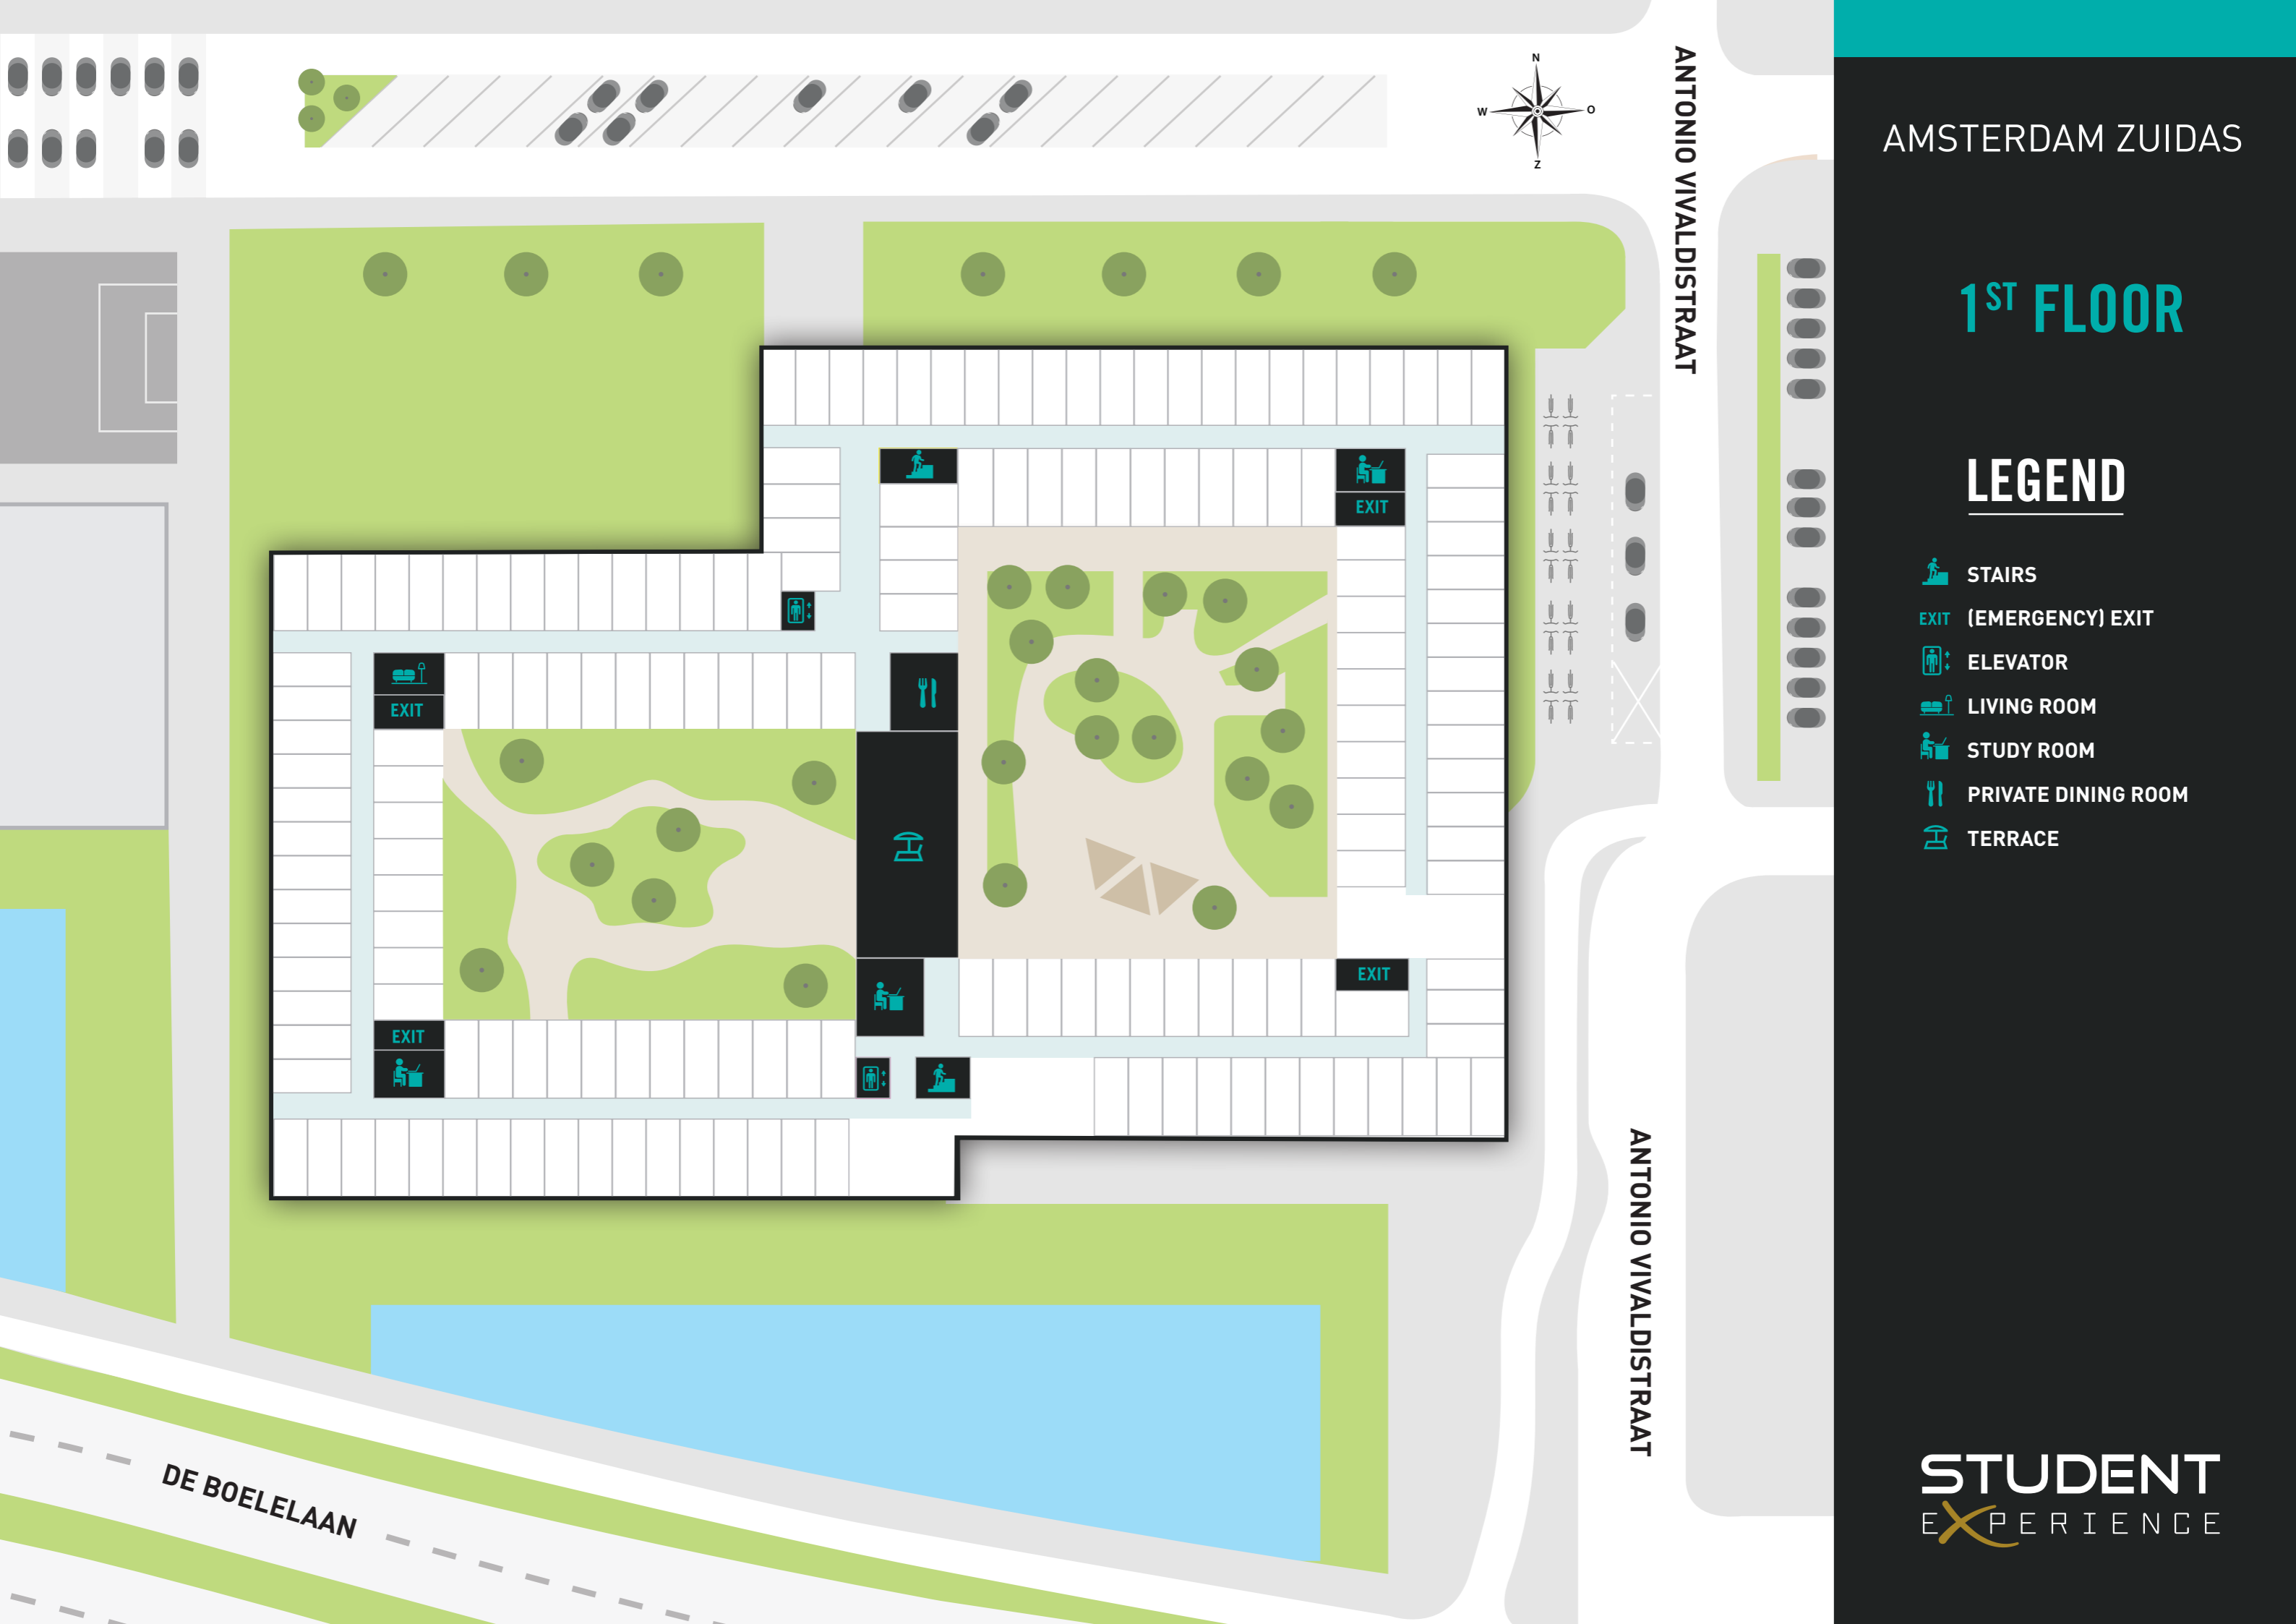 N
W
O
Z
ANTONIO VIVALDISTRAAT
EXIT
EXIT
EXIT
EXIT
ANTONIO VIVALDISTRAAT
DE BOELELAAN
AMSTERDAM ZUIDAS
1ST FLOOR
LEGEND
STAIRS
EXIT (EMERGENCY) EXIT
ELEVATOR
LIVING ROOM
STUDY ROOM
PRIVATE DINING ROOM
TERRACE
STUDENT
EXPERIENCE